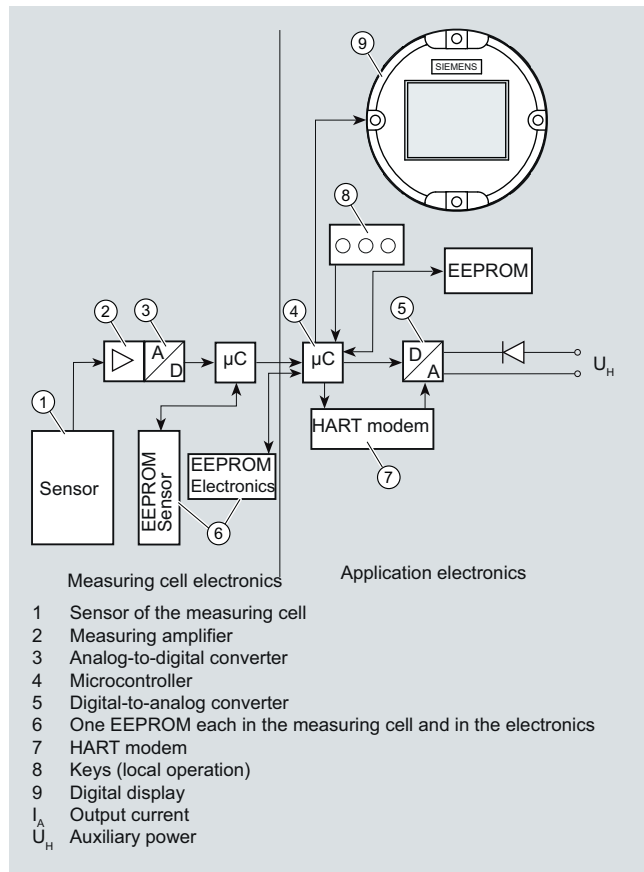 9
SIEMENS
8
EEPROM
2
3
4
5
A
D
µC
µC
D
A
U_H
1
HART modem
Sensor
EEPROM
Sensor
EEPROM
Electronics
6
7
Measuring cell electronics
Application electronics
1 Sensor of the measuring cell
2 Measuring amplifier
3 Analog-to-digital converter
4 Microcontroller
5 Digital-to-analog converter
6 One EEPROM each in the measuring cell and in the electronics
7 HART modem
8 Keys (local operation)
9 Digital display
I_A Output current
U_H Auxiliary power